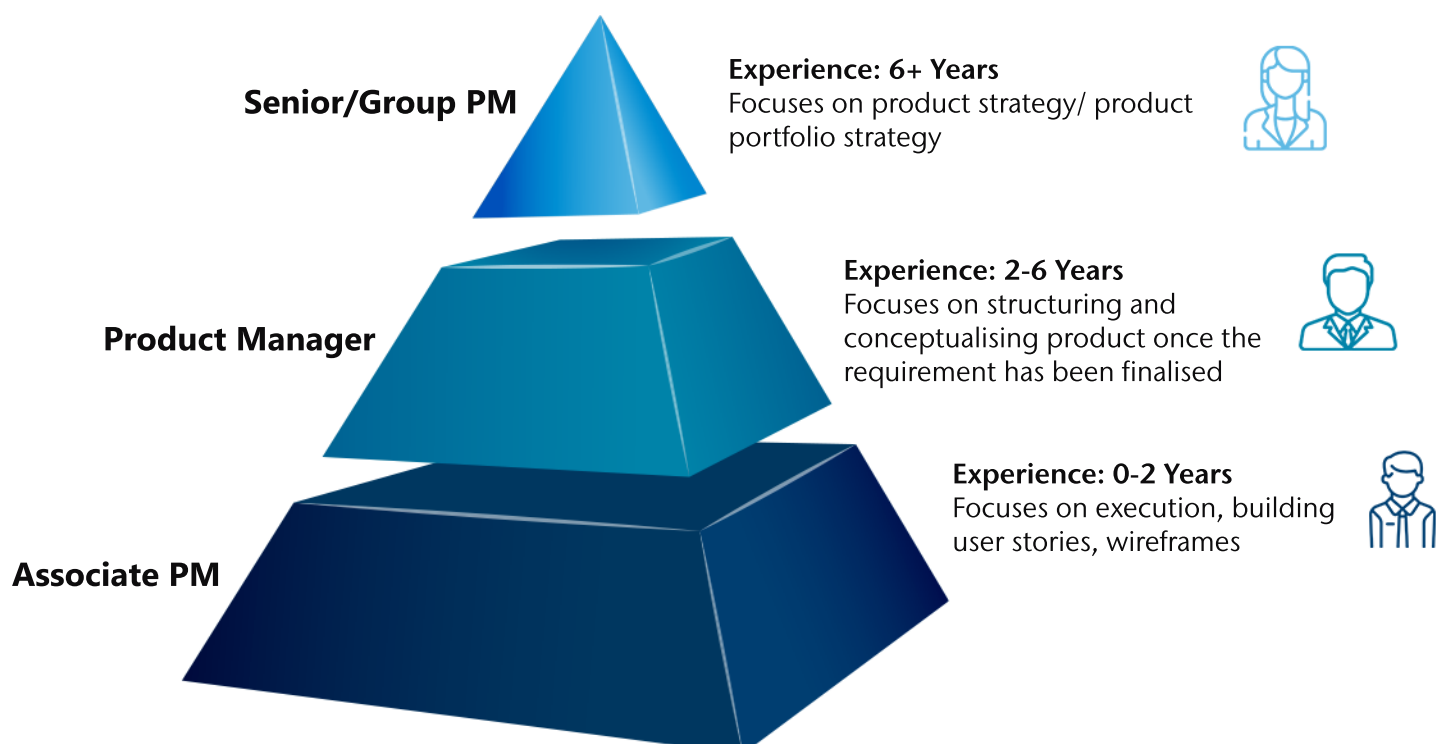 Senior/Group PM
Experience: 6+ Years
Focuses on product strategy/ product
portfolio strategy
Product Manager
Experience: 2-6 Years
Focuses on structuring and
conceptualising product once the
requirement has been finalised
Associate PM
Experience: 0-2 Years
Focuses on execution, building
user stories, wireframes